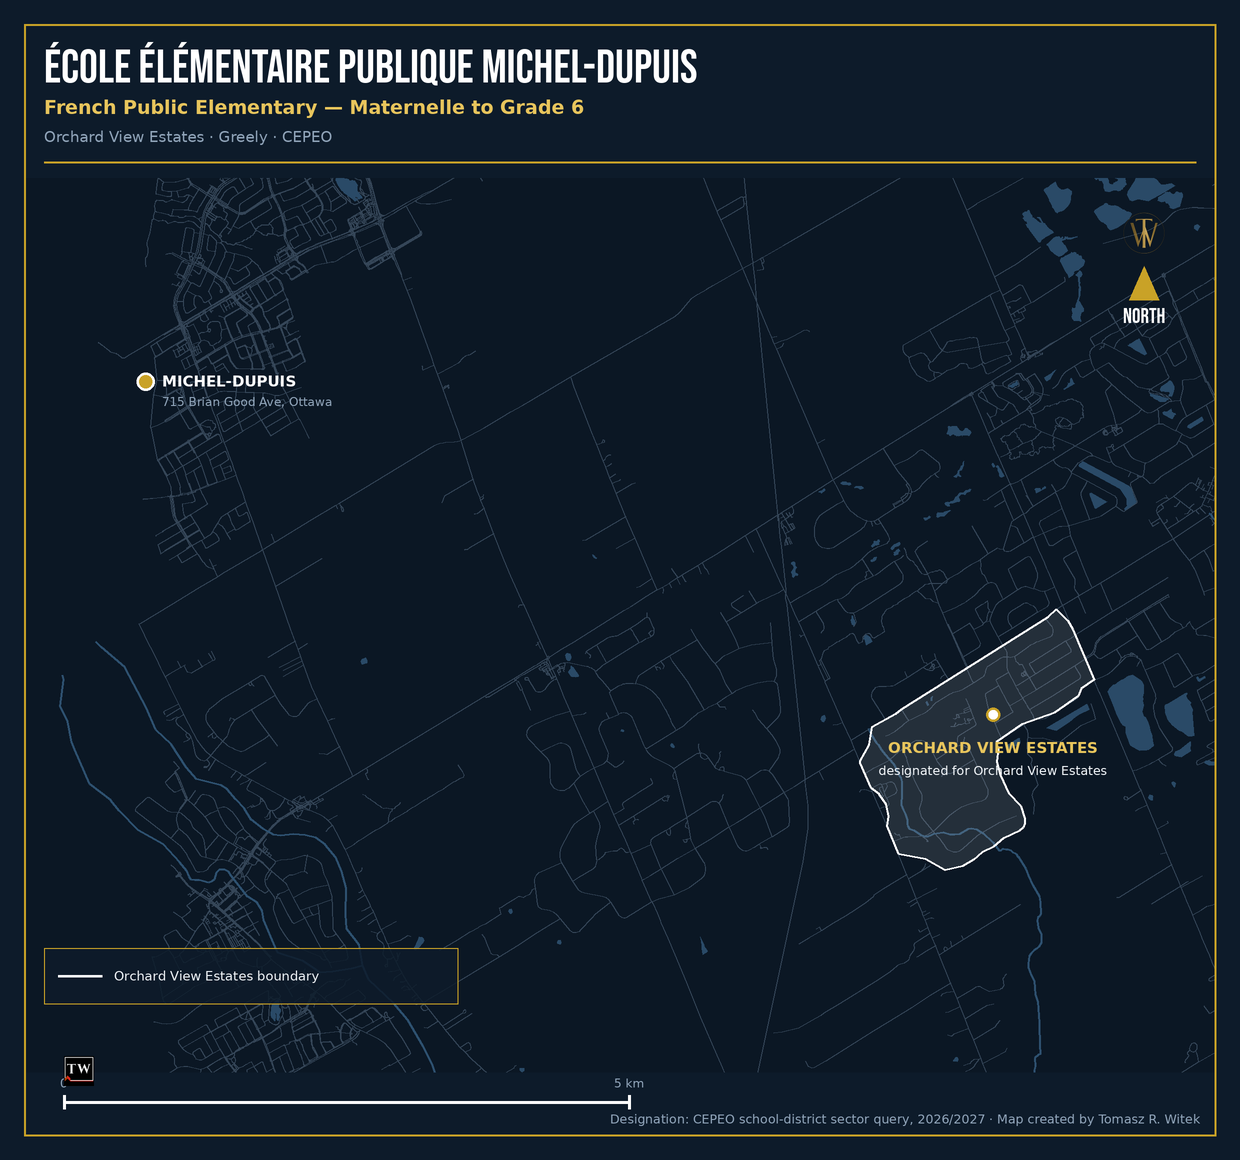 ÉCOLE ÉLÉMENTAIRE PUBLIQUE MICHEL-DUPUIS
French Public Elementary — Maternelle to Grade 6
Orchard View Estates · Greely · CEPEO
TW
NORTH
MICHEL-DUPUIS
715 Brian Good Ave, Ottawa
ORCHARD VIEW ESTATES
designated for Orchard View Estates
Orchard View Estates boundary
TW
0
5 km
Designation: CEPEO school-district sector query, 2026/2027 · Map created by Tomasz R. Witek